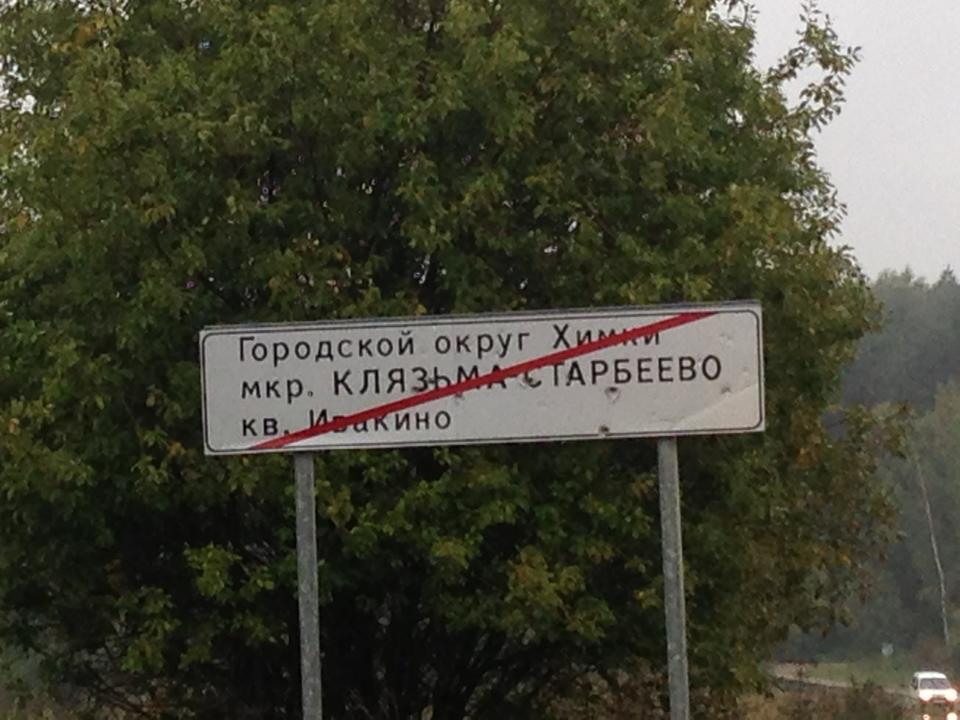 Городской округ Химки
мкр. КЛЯЗЬМА-СТАРБЕЕВО
кв. Ивакино